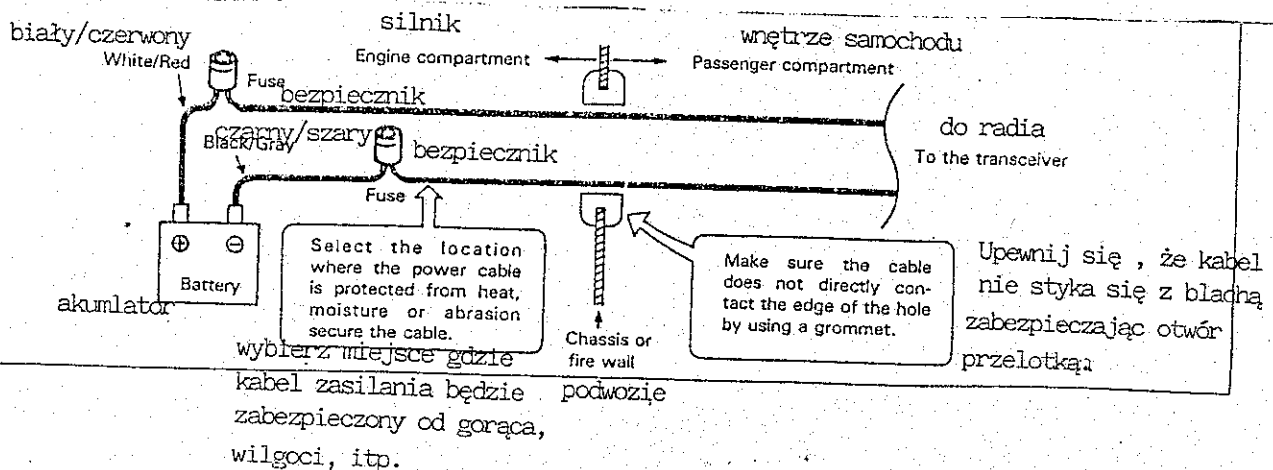 silnik
wnętrze samochodu
biały/czerwony
White/Red
Engine compartment
Passenger compartment
Fuse
bezpiecznik
czarny/szary
Black/Gray
bezpiecznik
do radia
To the transceiver
Fuse
⊕ ⊖
Battery
akumlator
Select the location
where the power cable
is protected from heat,
moisture or abrasion
secure the cable.
wybierz miejsce gdzie
kabel zasilania będzie
zabezpieczony od gorąca,
wilgoci, itp.
Chassis or
fire wall
podwozie
Make sure the cable
does not directly con-
tact the edge of the hole
by using a grommet.
Upewnij się , że kabel
nie styka się z blachą
zabezpieczając otwór
przelotką